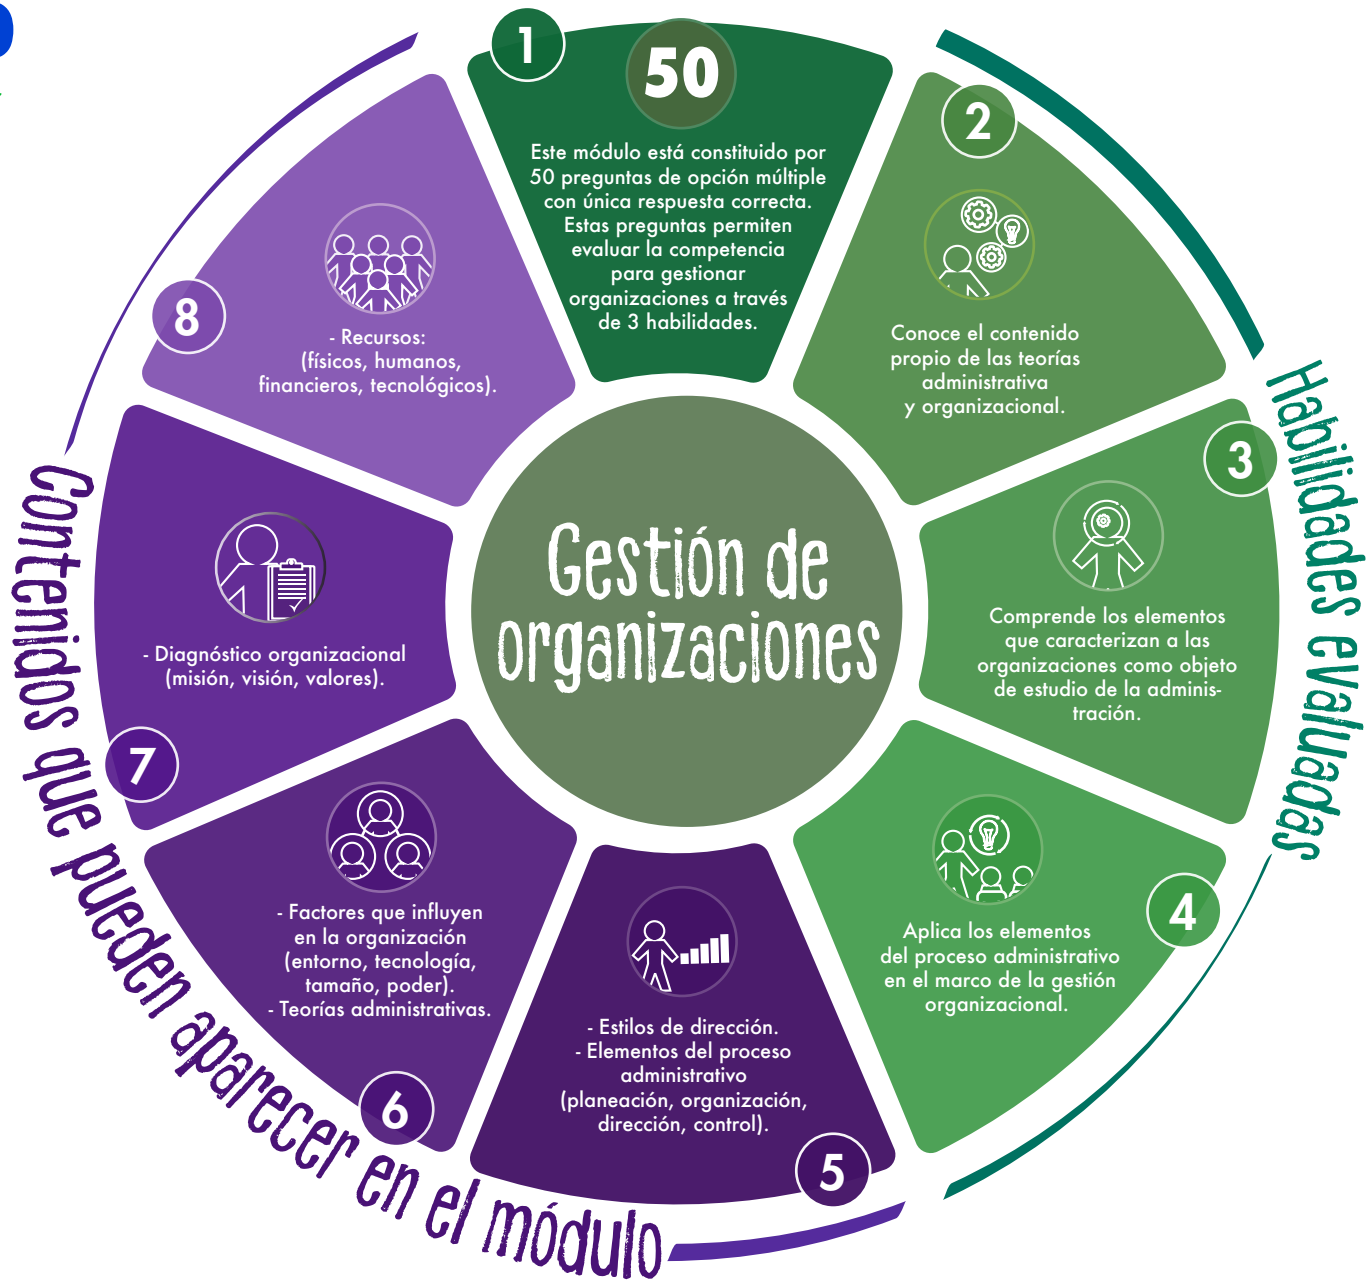 1
50
Este módulo está constituido por
50 preguntas de opción múltiple
con única respuesta correcta.
Estas preguntas permiten
evaluar la competencia
para gestionar
organizaciones a través
de 3 habilidades.
2
Conoce el contenido
propio de las teorías
administrativa
y organizacional.
3
Comprende los elementos
que caracterizan a las
organizaciones como objeto
de estudio de la adminis-
tración.
4
Aplica los elementos
del proceso administrativo
en el marco de la gestión
organizacional.
5
- Estilos de dirección.
- Elementos del proceso
administrativo
(planeación, organización,
dirección, control).
6
- Factores que influyen
en la organización
(entorno, tecnología,
tamaño, poder).
- Teorías administrativas.
7
- Diagnóstico organizacional
(misión, visión, valores).
8
- Recursos:
(físicos, humanos,
financieros, tecnológicos).
Gestión de
organizaciones
Habilidades evaluadas
Contenidos que pueden aparecer en el módulo